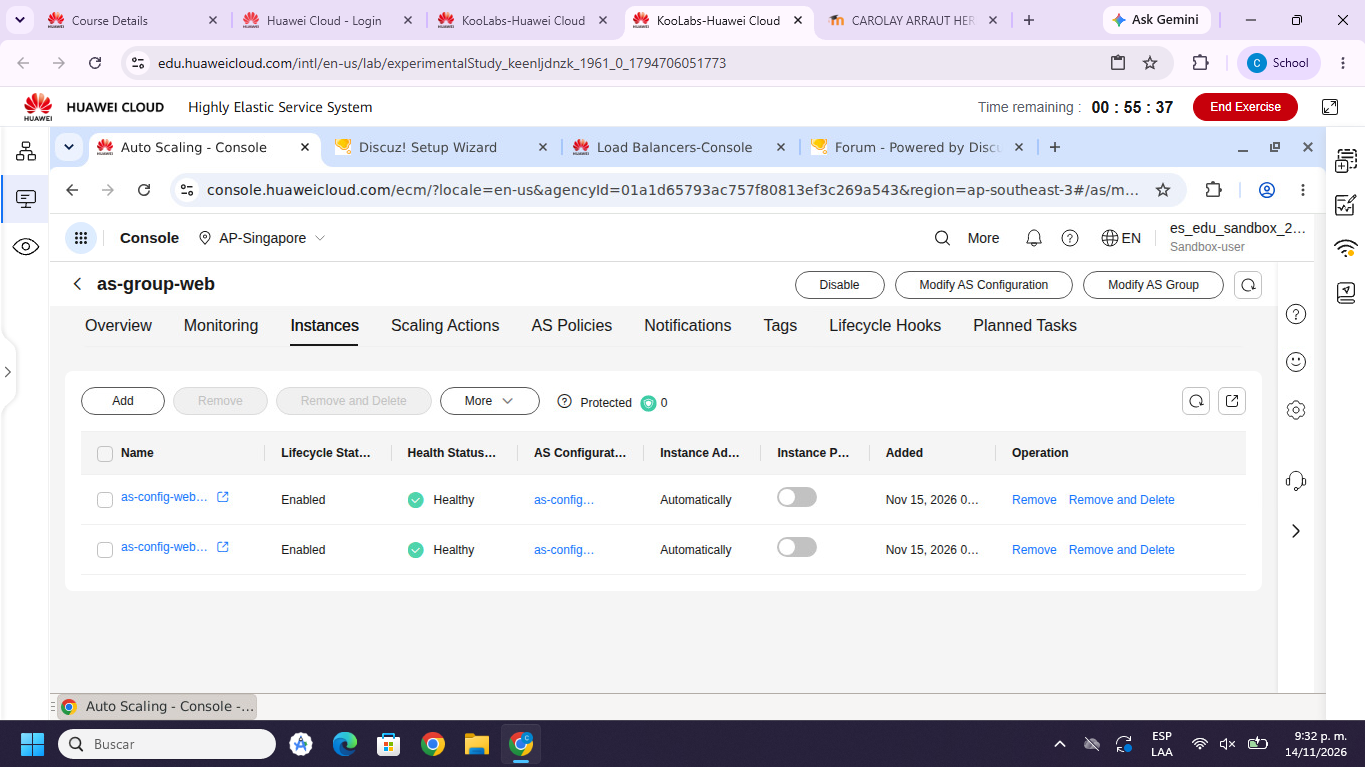 Course Details
Huawei Cloud - Login
KooLabs-Huawei Cloud
KooLabs-Huawei Cloud
CAROLAY ARRAUT HER
Ask Gemini
edu.huaweicloud.com/intl/en-us/lab/experimentalStudy_keenljdnzk_1961_0_1794706051773
C School
HUAWEI
HUAWEI CLOUD Highly Elastic Service System
Time remaining : 00 : 55 : 37
End Exercise
Auto Scaling - Console
Discuz! Setup Wizard
Load Balancers-Console
Forum - Powered by Discu
console.huaweicloud.com/ecm/?locale=en-us&agencyId=01a1d65793ac757f80813ef3c269a543&region=ap-southeast-3#/as/m...
Console AP-Singapore
More EN
es_edu_sandbox_2...
Sandbox-user
as-group-web
Disable Modify AS Configuration Modify AS Group
Overview Monitoring Instances Scaling Actions AS Policies Notifications Tags Lifecycle Hooks Planned Tasks
Add Remove Remove and Delete More Protected 0
Name Lifecycle Stat... Health Status... AS Configurat... Instance Ad... Instance P... Added Operation
as-config-web... Enabled Healthy as-config... Automatically Nov 15, 2026 0... Remove Remove and Delete
as-config-web... Enabled Healthy as-config... Automatically Nov 15, 2026 0... Remove Remove and Delete
Auto Scaling - Console -...
Buscar
ESP
LAA
9:32 p. m.
14/11/2026